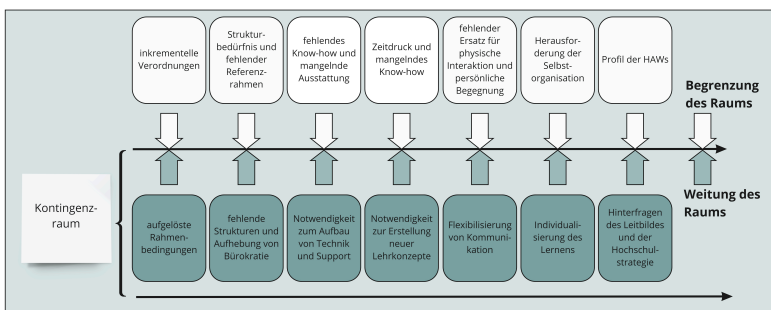 inkrementelle
Verordnungen
Struktur-
bedürfnis und
fehlender
Referenz-
rahmen
fehlendes
Know-how und
mangelnde
Ausstattung
Zeitdruck und
mangelndes
Know-how
fehlender
Ersatz für
physische
Interaktion und
persönliche
Begegnung
Herausfor-
derung der
Selbst-
organisation
Profil der HAWs
Begrenzung
des Raums
Kontingenz-
raum
Weitung des
Raums
aufgelöste
Rahmen-
bedingungen
fehlende
Strukturen und
Aufhebung von
Bürokratie
Notwendigkeit
zum Aufbau
von Technik
und Support
Notwendigkeit
zur Erstellung
neuer
Lehrkonzepte
Flexibilisierung
von Kommuni-
kation
Individuali-
sierung des
Lernens
Hinterfragen
des Leitbildes
und der
Hochschul-
strategie